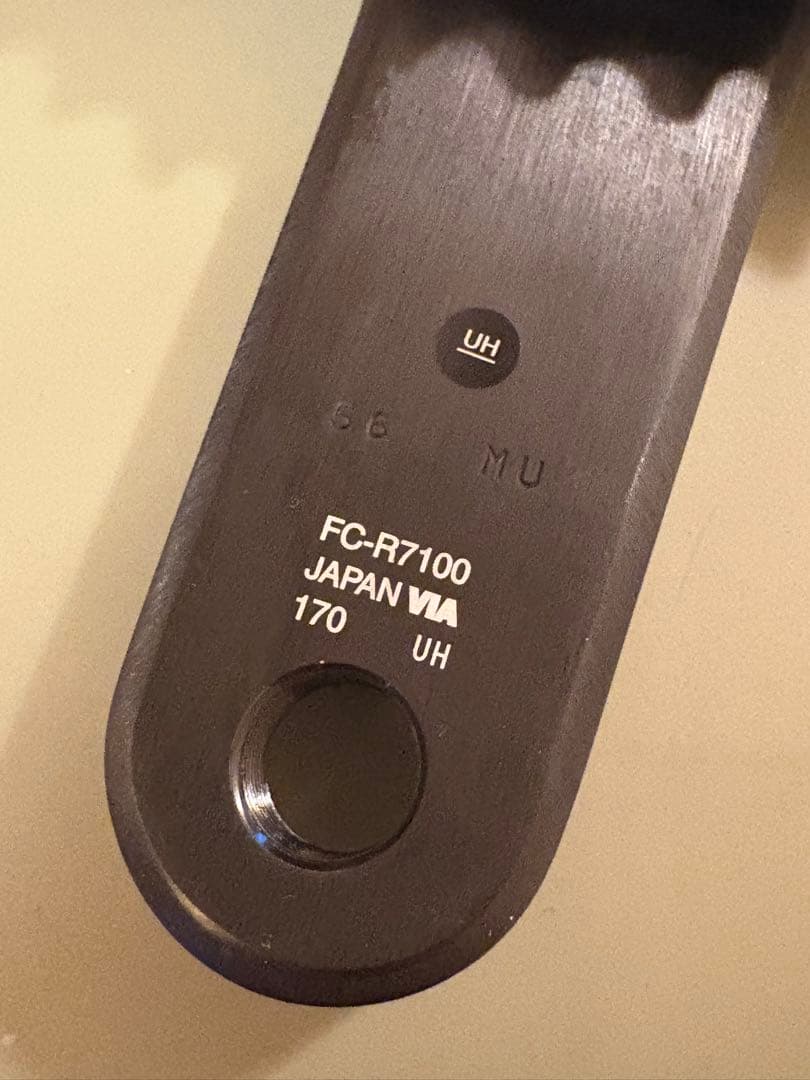 UH
66 MU
FC-R7100
JAPAN VIA
170 UH